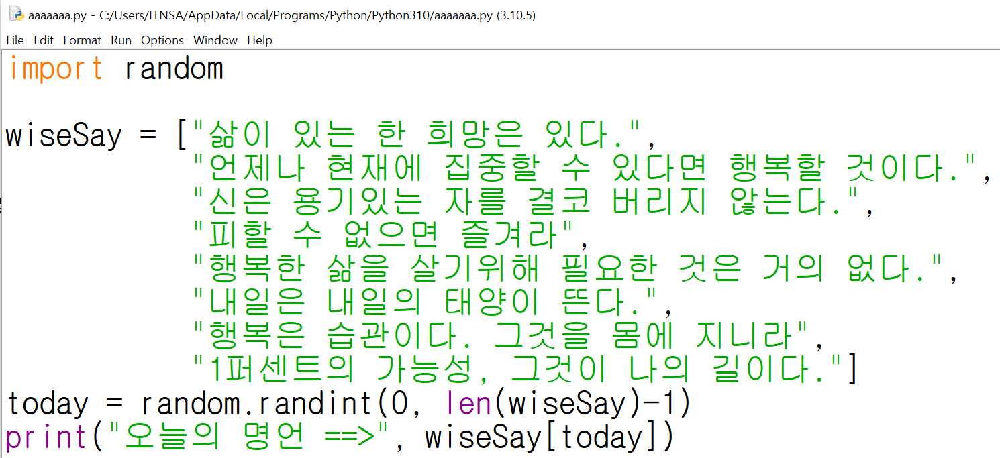 aaaaaaa.py - C:/Users/ITNSA/AppData/Local/Programs/Python/Python310/aaaaaaa.py (3.10.5)
File Edit Format Run Options Window Help
import random
wiseSay = ["삶이 있는 한 희망은 있다.",
"언제나 현재에 집중할 수 있다면 행복할 것이다.",
"신은 용기있는 자를 결코 버리지 않는다.",
"피할 수 없으면 즐겨라",
"행복한 삶을 살기위해 필요한 것은 거의 없다.",
"내일은 내일의 태양이 뜬다.",
"행복은 습관이다. 그것을 몸에 지니라",
"1퍼센트의 가능성, 그것이 나의 길이다."]
today = random.randint(0, len(wiseSay)-1)
print("오늘의 명언 ==>", wiseSay[today])